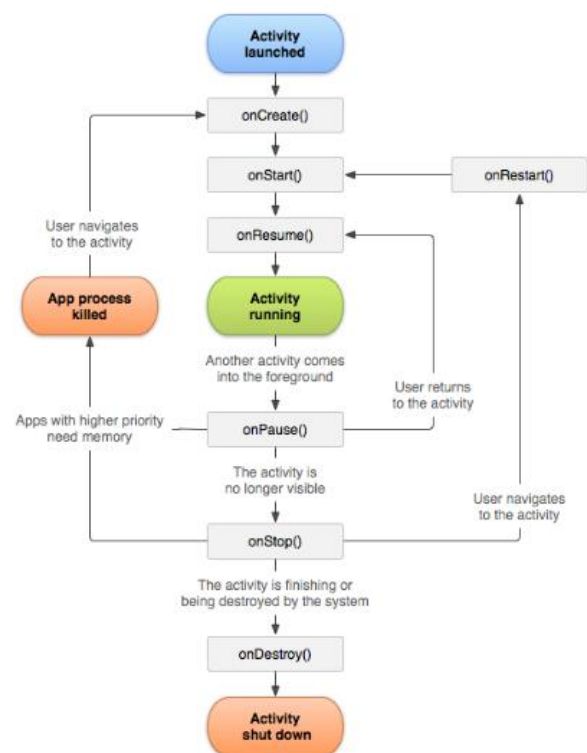 Activity
launched
onCreate()
onStart()
onRestart()
User navigates
to the activity
onResume()
App process
killed
Activity
running
Another activity comes
into the foreground
User returns
to the activity
Apps with higher priority
need memory
onPause()
The activity is
no longer visible
User navigates
to the activity
onStop()
The activity is finishing or
being destroyed by the system
onDestroy()
Activity
shut down